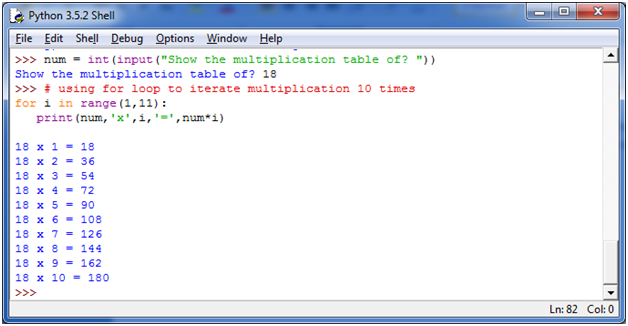 Python 3.5.2 Shell
File Edit Shell Debug Options Window Help
>>> num = int(input("Show the multiplication table of? "))
Show the multiplication table of? 18
>>> # using for loop to iterate multiplication 10 times
for i in range(1,11):
   print(num,'x',i,'=',num*i)
18 x 1 = 18
18 x 2 = 36
18 x 3 = 54
18 x 4 = 72
18 x 5 = 90
18 x 6 = 108
18 x 7 = 126
18 x 8 = 144
18 x 9 = 162
18 x 10 = 180
>>>
Ln: 82 Col: 0